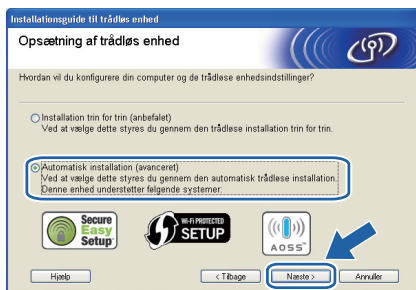 Installationsguide til trådløs enhed
Opsætning af trådløs enhed
Hvordan vil du konfigurere din computer og de trådløse enhedsindstillinger?
Installation trin for trin (anbefalet)
Ved at vælge dette styres du gennem den trådløse installation trin for trin.
Automatisk installation (avanceret)
Ved at vælge dette styres du gennem den automatisk trådløse installation.
Denne enhed understøtter følgende systemer:
Secure
Easy
Setup™
Wi-Fi PROTECTED
SETUP
AOSS™
Hjælp
< Tilbage
Næste >
Annuller